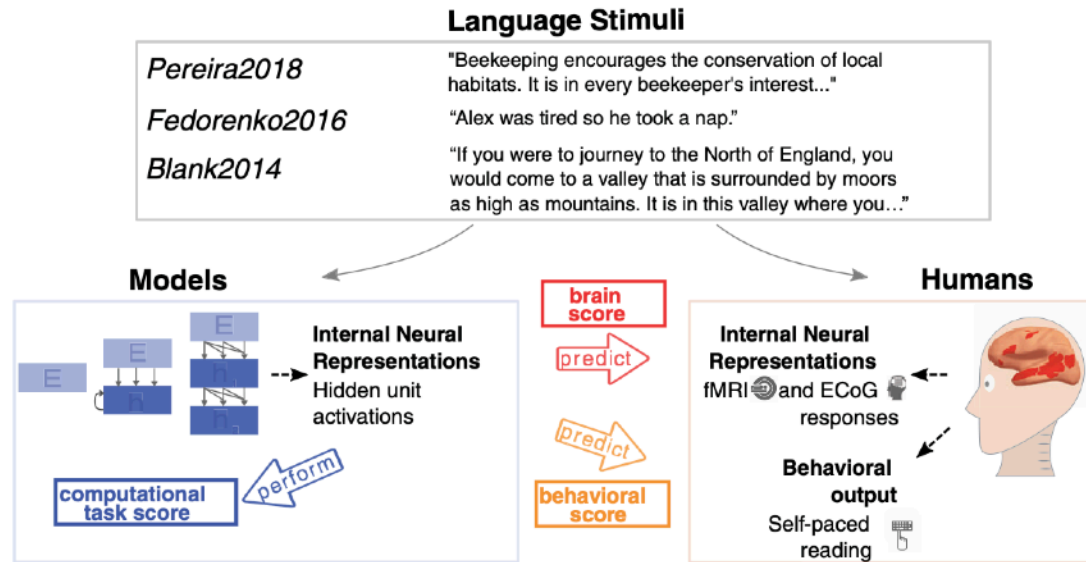 Language Stimuli
Pereira2018
"Beekeeping encourages the conservation of local
habitats. It is in every beekeeper's interest..."
Fedorenko2016
“Alex was tired so he took a nap.”
Blank2014
“If you were to journey to the North of England, you
would come to a valley that is surrounded by moors
as high as mountains. It is in this valley where you…”
Models
E
E
h
E
h
h
Internal Neural
Representations
Hidden unit
activations
perform
computational
task score
brain
score
predict
predict
behavioral
score
Humans
Internal Neural
Representations
fMRI and ECoG
responses
Behavioral
output
Self-paced
reading